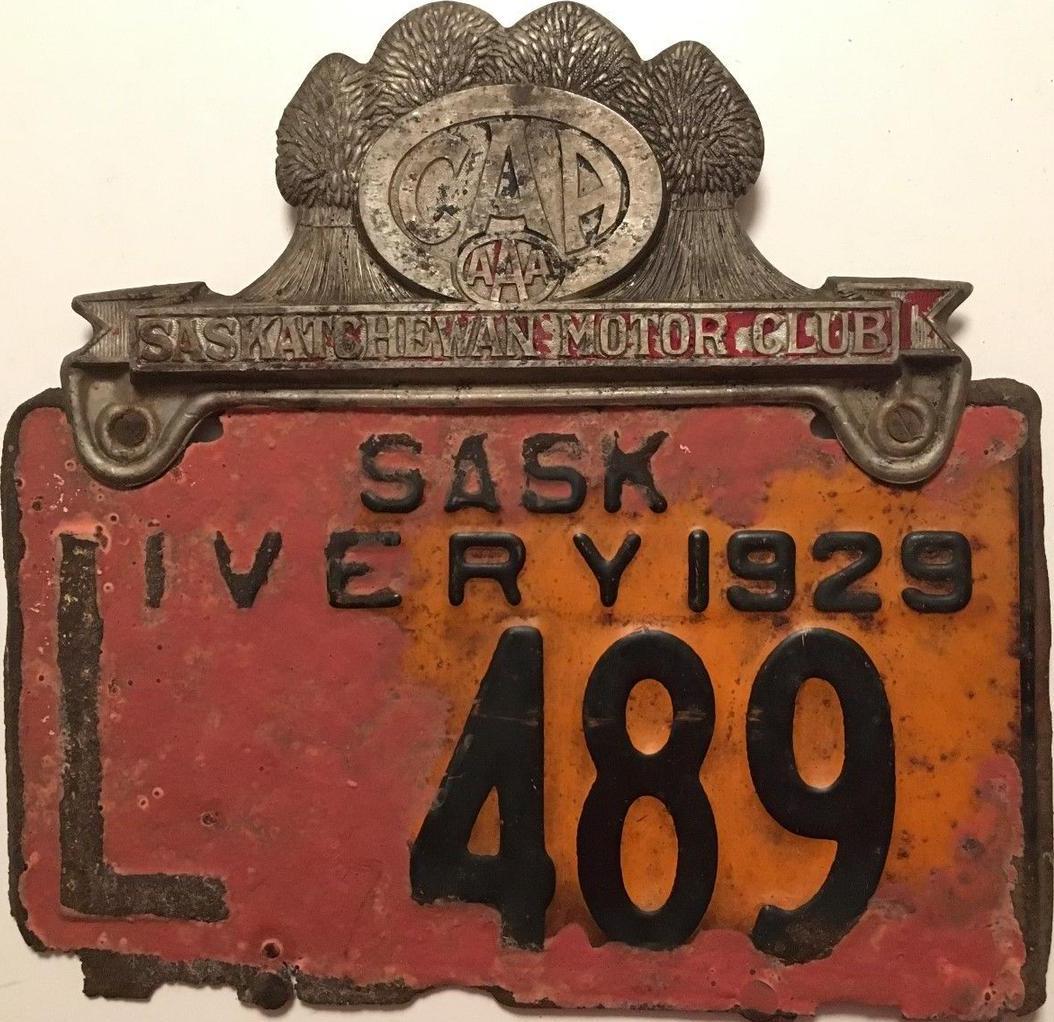 CAA
AAA
SASKATCHEWAN MOTOR CLUB
SASK
LIVERY 1929
489